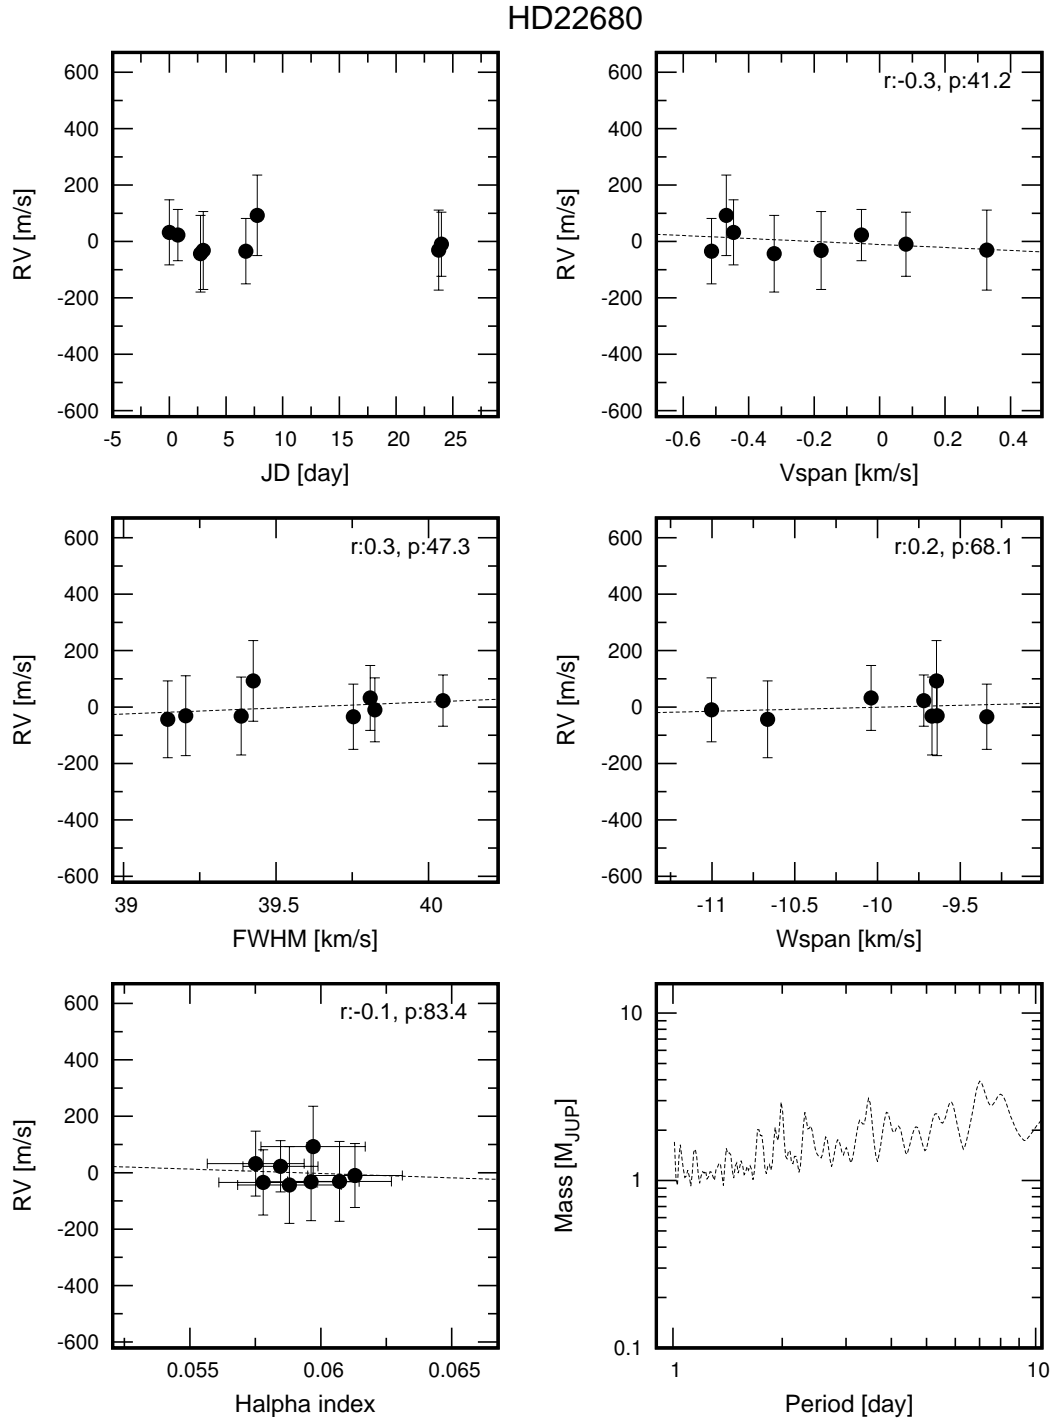 HD22680
600
400
200
0
-200
-400
-600
RV [m/s]
-5 0 5 10 15 20 25
JD [day]
r:-0.3, p:41.2
600
400
200
0
-200
-400
-600
RV [m/s]
-0.6 -0.4 -0.2 0 0.2 0.4
Vspan [km/s]
r:0.3, p:47.3
600
400
200
0
-200
-400
-600
RV [m/s]
39 39.5 40
FWHM [km/s]
r:0.2, p:68.1
600
400
200
0
-200
-400
-600
RV [m/s]
-11 -10.5 -10 -9.5
Wspan [km/s]
r:-0.1, p:83.4
600
400
200
0
-200
-400
-600
RV [m/s]
0.055 0.06 0.065
Halpha index
10
1
0.1
Mass [MJUP]
1 10
Period [day]